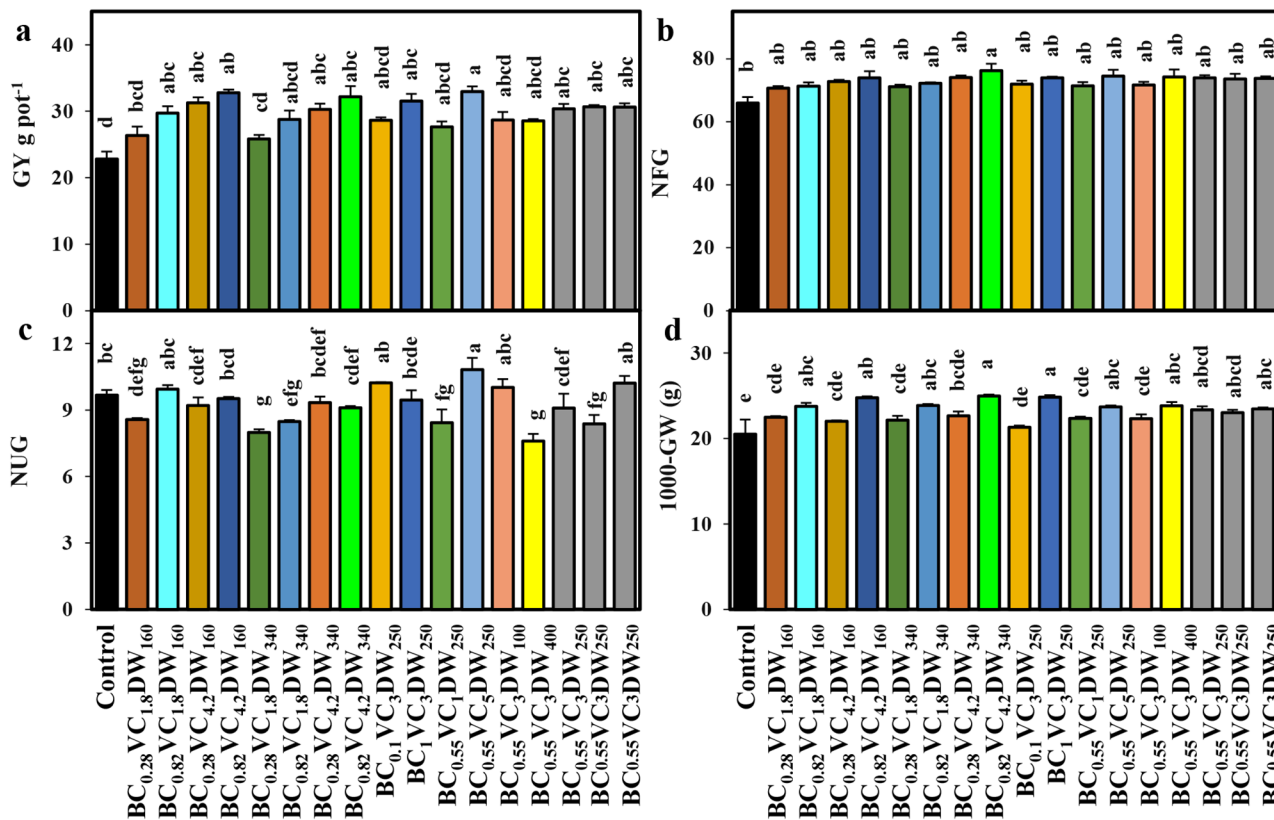 a
GY g pot⁻¹
40
30
20
10
0
d bcd abc abc ab cd abcd abc abc abcd abc abcd a abcd abcd abc abc abc
b
NFG
80
60
40
20
0
b ab ab ab ab ab ab ab a ab ab ab ab ab ab ab ab ab
c
NUG
12
9
6
3
0
bc defg abc cdef bcd g efg bcdef cdef ab bcde fg a abc g cdef fg ab
d
1000-GW (g)
30
20
10
0
e cde abc cde ab cde abc bcde a de a cde abc cde abc abcd abcd abc
Control
BC₀.₂₈VC₁.₈DW₁₆₀
BC₀.₈₂VC₁.₈DW₁₆₀
BC₀.₂₈VC₄.₂DW₁₆₀
BC₀.₈₂VC₄.₂DW₁₆₀
BC₀.₂₈VC₁.₈DW₃₄₀
BC₀.₈₂VC₁.₈DW₃₄₀
BC₀.₂₈VC₄.₂DW₃₄₀
BC₀.₈₂VC₄.₂DW₃₄₀
BC₀.₁VC₃DW₂₅₀
BC₁VC₃DW₂₅₀
BC₀.₅₅VC₁DW₂₅₀
BC₀.₅₅VC₅DW₂₅₀
BC₀.₅₅VC₃DW₁₀₀
BC₀.₅₅VC₃DW₄₀₀
BC₀.₅₅VC₃DW₂₅₀
BC₀.₅₅VC3DW₂₅₀
BC₀.₅₅VC₃DW₂₅₀
Control
BC₀.₂₈VC₁.₈DW₁₆₀
BC₀.₈₂VC₁.₈DW₁₆₀
BC₀.₂₈VC₄.₂DW₁₆₀
BC₀.₈₂VC₄.₂DW₁₆₀
BC₀.₂₈VC₁.₈DW₃₄₀
BC₀.₈₂VC₁.₈DW₃₄₀
BC₀.₂₈VC₄.₂DW₃₄₀
BC₀.₈₂VC₄.₂DW₃₄₀
BC₀.₁VC₃DW₂₅₀
BC₁VC₃DW₂₅₀
BC₀.₅₅VC₁DW₂₅₀
BC₀.₅₅VC₅DW₂₅₀
BC₀.₅₅VC₃DW₁₀₀
BC₀.₅₅VC₃DW₄₀₀
BC₀.₅₅VC₃DW₂₅₀
BC₀.₅₅VC3DW₂₅₀
BC₀.₅₅VC₃DW₂₅₀